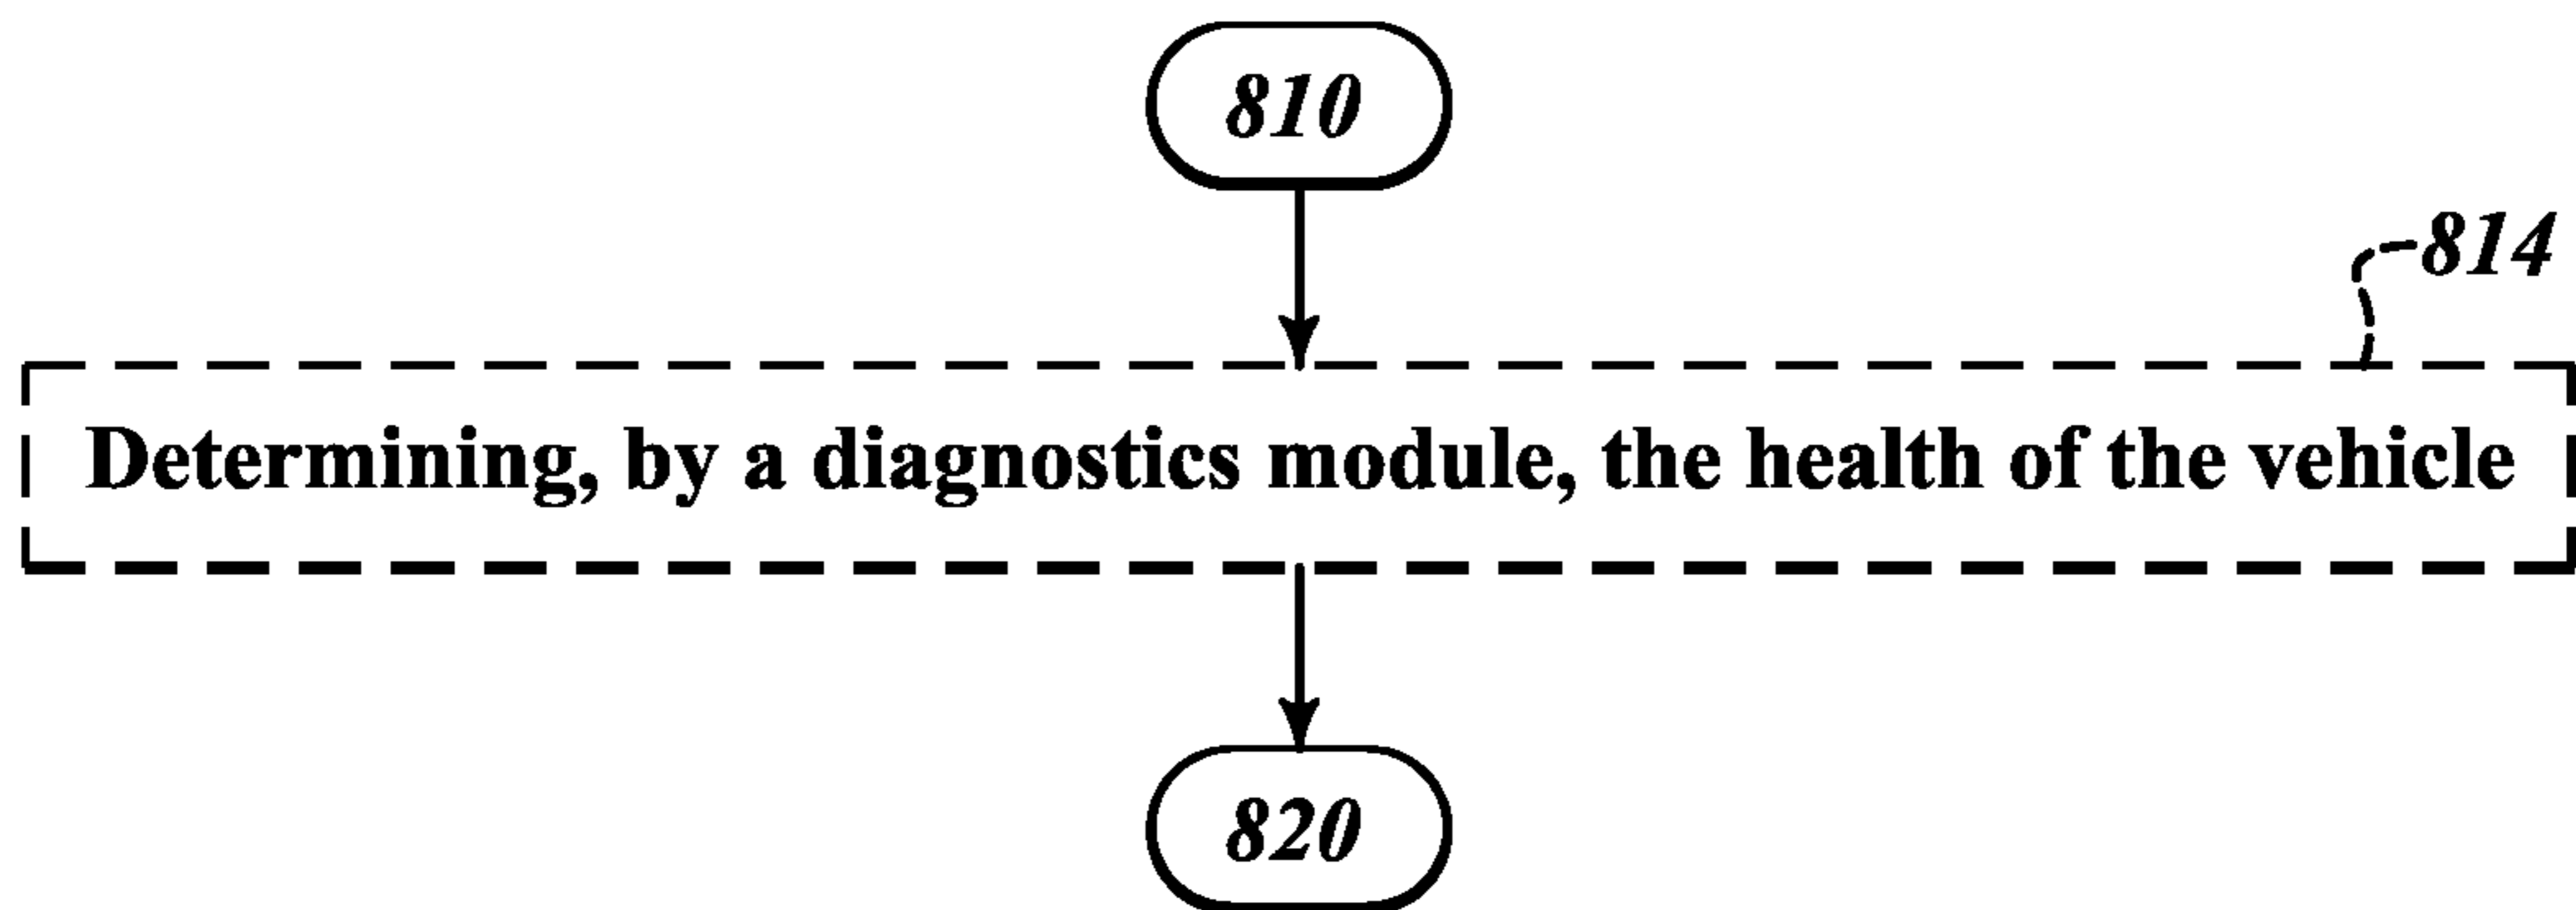 810
814
Determining, by a diagnostics module, the health of the vehicle
820